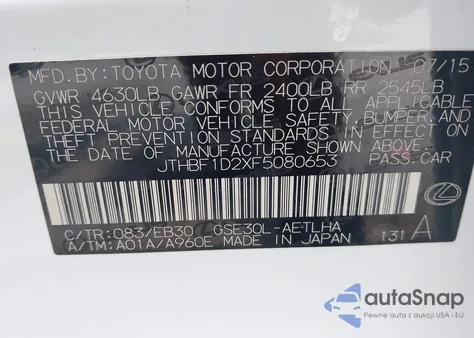 MFD. BY: TOYOTA MOTOR CORPORATION 07/15
GVWR 4630LB GAWR FR 2400LB RR 2545LB
THIS VEHICLE CONFORMS TO ALL APPLICABLE
FEDERAL MOTOR VEHICLE SAFETY, BUMPER, AND
THEFT PREVENTION STANDARDS IN EFFECT ON
THE DATE OF MANUFACTURE SHOWN ABOVE.
JTHBF1D2XF5080653 PASS.CAR
C/TR: 083/EB30 GSE30L-AETLHA
A/TM: A01A/A960E MADE IN JAPAN 131 A
autoSnap
Pewne auta z aukcji USA i EU